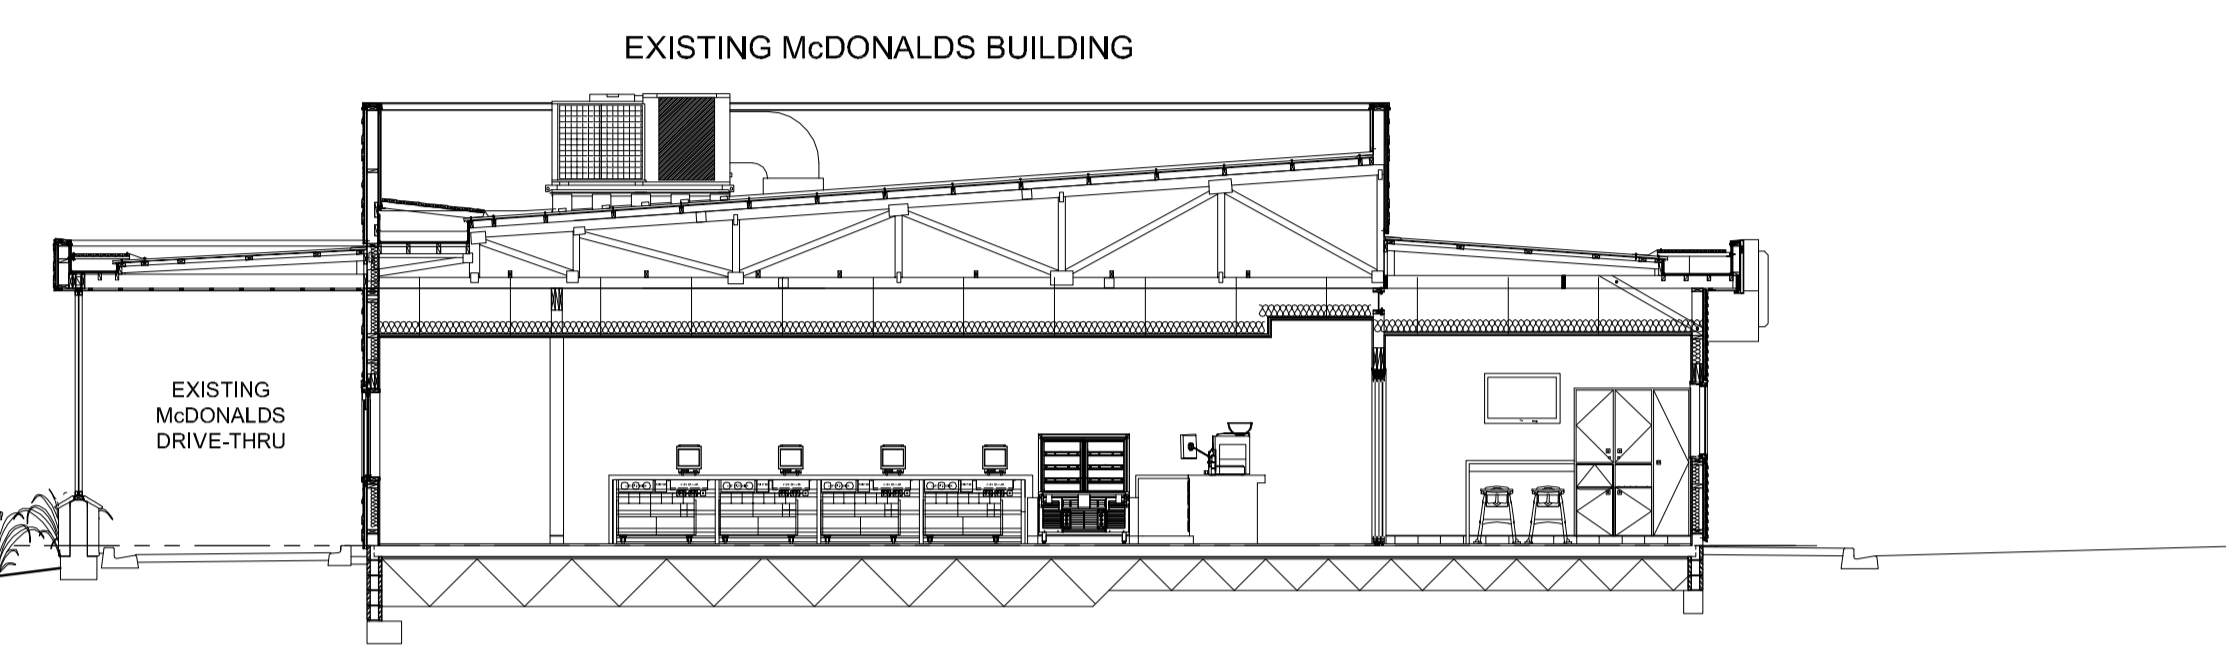 EXISTING McDONALDS BUILDING
EXISTING
McDONALDS
DRIVE-THRU